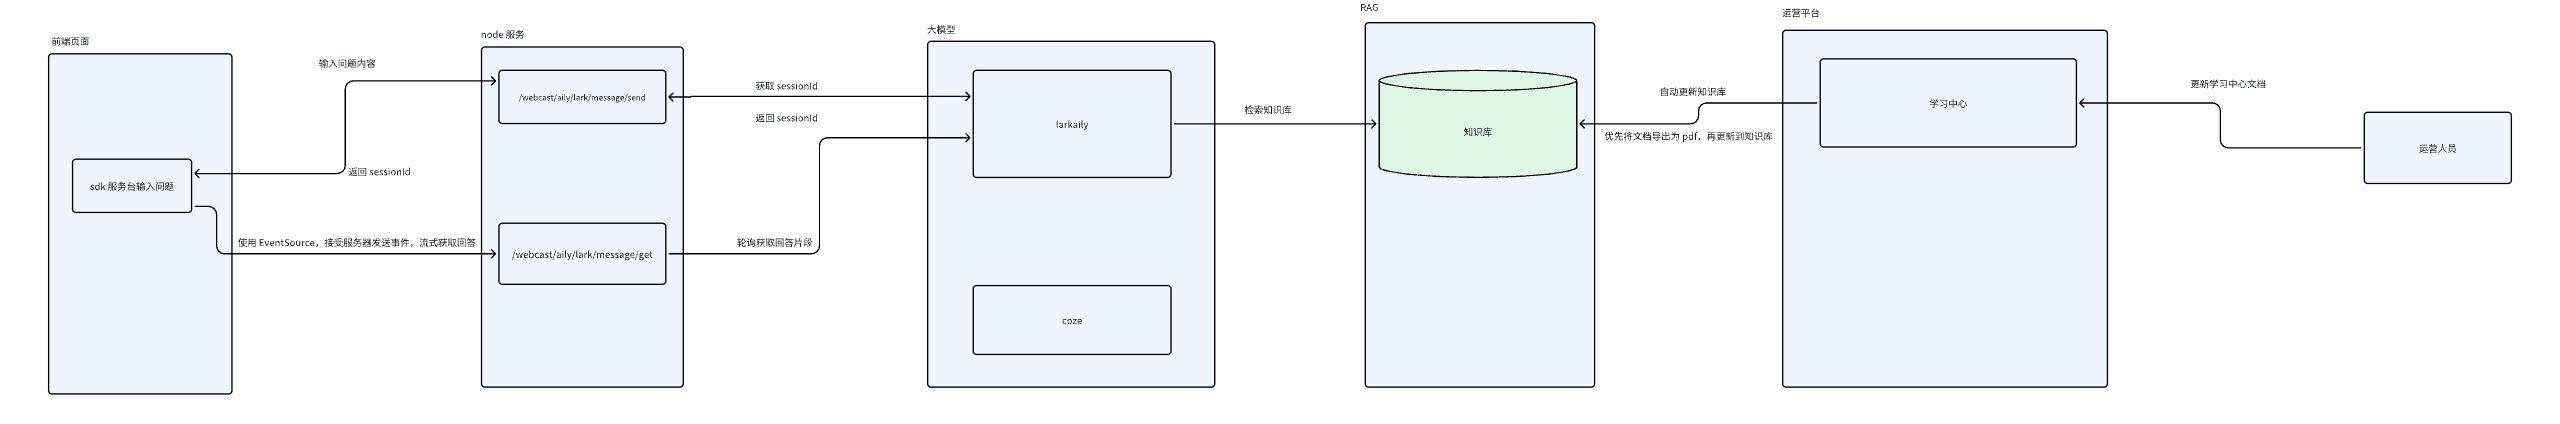 前端页面
sdk 服务台输入问题
输入问题内容
返回 sessionId
使用 EventSource，接受服务器发送事件，流式获取回答
node 服务
/webcast/aily/lark/message/send
/webcast/aily/lark/message/get
获取 sessionId
返回 sessionId
轮询获取回答片段
大模型
larkaily
coze
检索知识库
RAG
知识库
自动更新知识库
优先将文档导出为 pdf，再更新到知识库
运营平台
学习中心
更新学习中心文档
运营人员